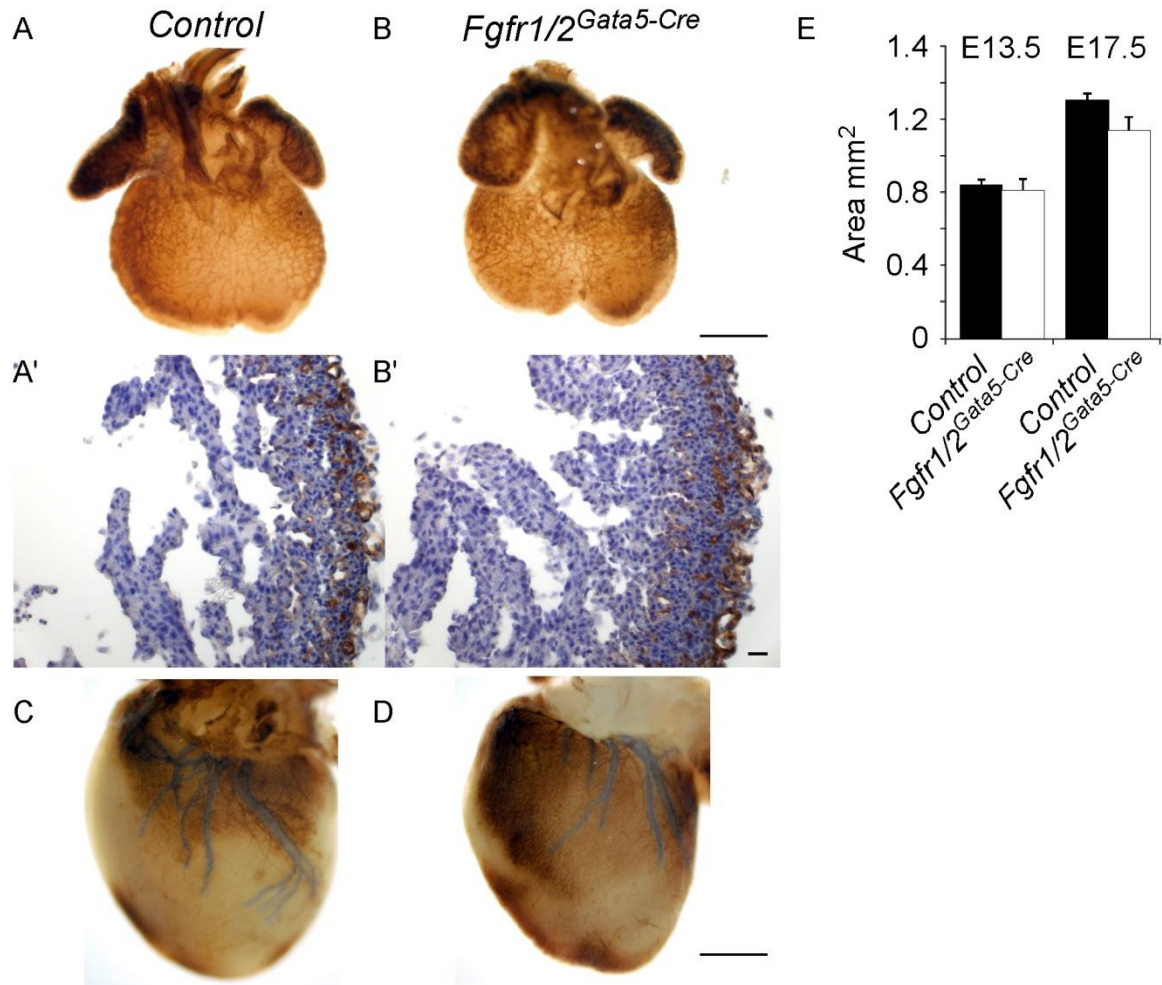 A
Control
B
Fgfr1/2Gata5-Cre
E
E13.5 E17.5
1.4
1.2
0.8
0.4
0
Area mm2
Control
Fgfr1/2Gata5-Cre
Control
Fgfr1/2Gata5-Cre
A'
B'
C
D